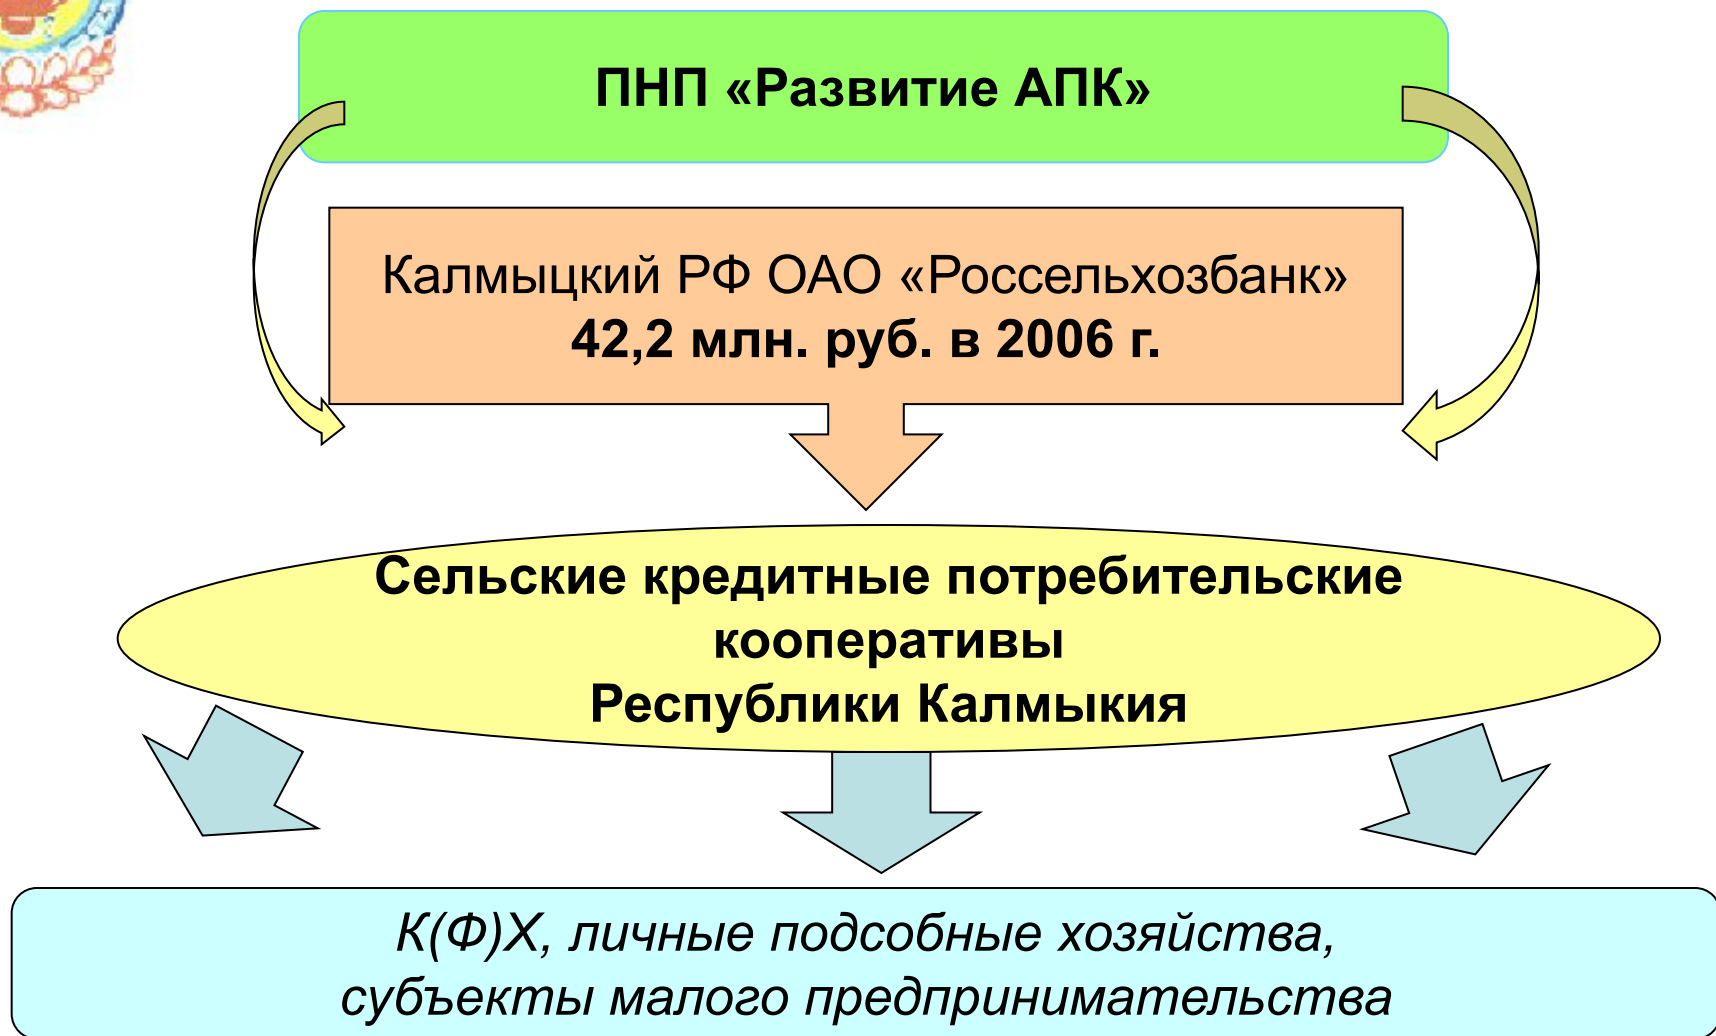 ПНП «Развитие АПК»
Калмыцкий РФ ОАО «Россельхозбанк»
42,2 млн. руб. в 2006 г.
Сельские кредитные потребительские
кооперативы
Республики Калмыкия
К(Ф)Х, личные подсобные хозяйства,
субъекты малого предпринимательства